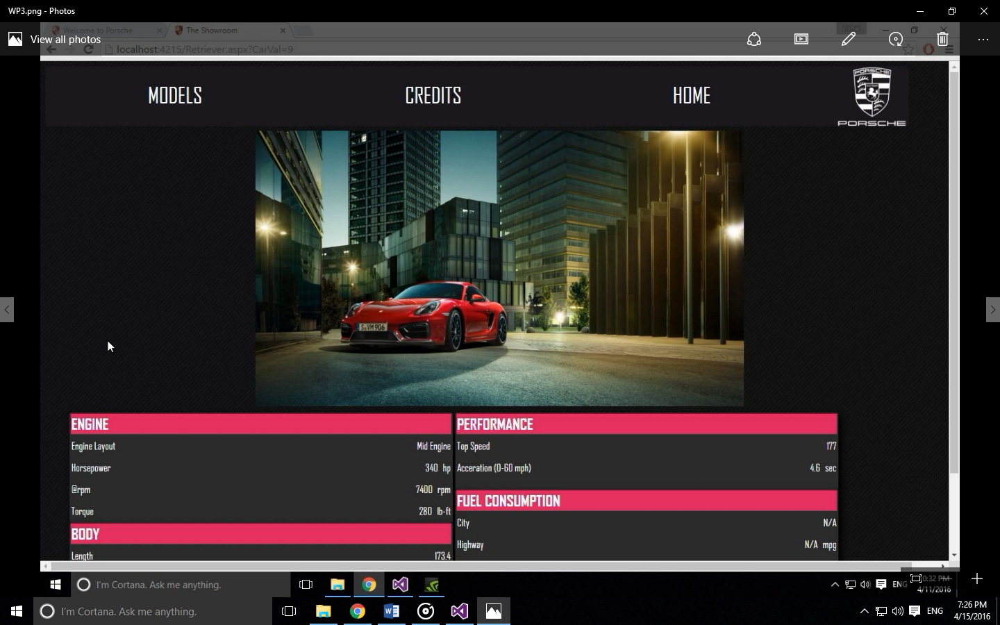 WP3.png - Photos
View all photos
Welcome to Porsche
The Showroom
localhost:4215/Retriever.aspx?CarVal=9
MODELS
CREDITS
HOME
PORSCHE
PORSCHE
S VM 906
ENGINE
Engine Layout Mid Engine
Horsepower 340 hp
@rpm 7400 rpm
Torque 280 lb-ft
BODY
Length 173.4
PERFORMANCE
Top Speed 177
Acceration (0-60 mph) 4.6 sec
FUEL CONSUMPTION
City N/A
Highway N/A mpg
I'm Cortana. Ask me anything.
ENG
0:32 PM
4/11/2016
I'm Cortana. Ask me anything.
ENG
7:26 PM
4/15/2016